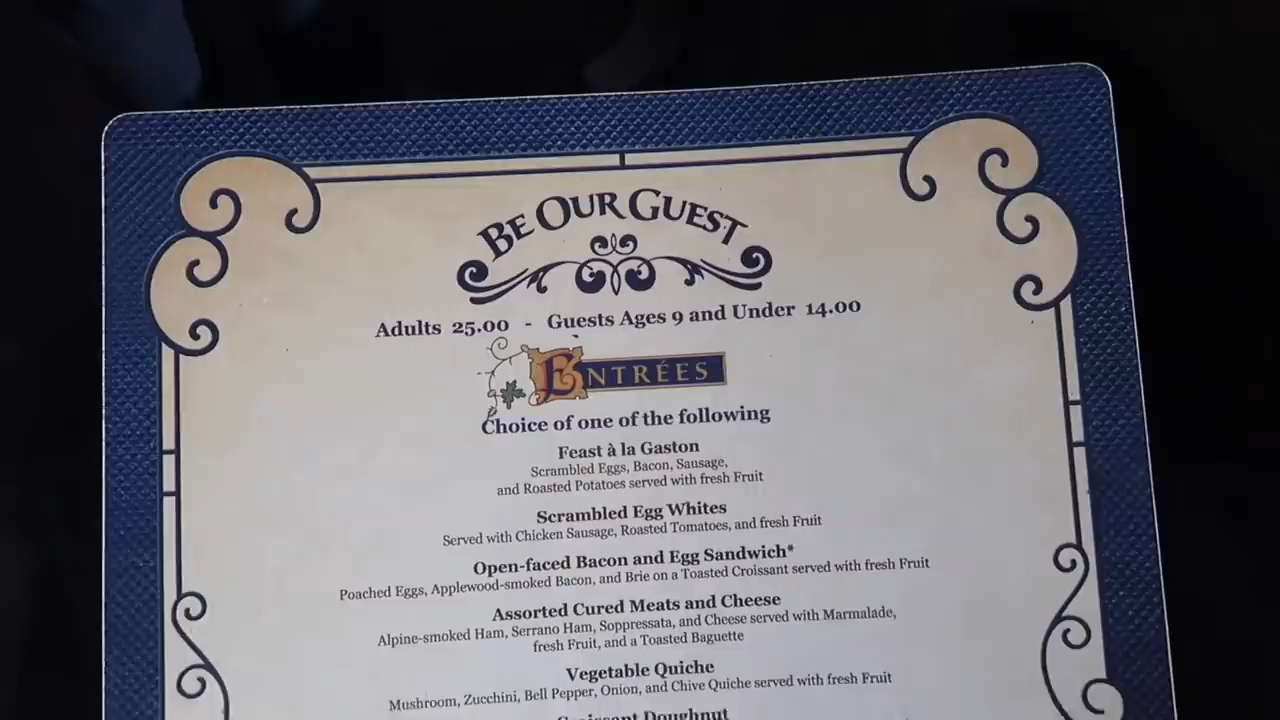 BE OUR GUEST
Adults 25.00 - Guests Ages 9 and Under 14.00
ENTRÉES
Choice of one of the following
Feast à la Gaston
Scrambled Eggs, Bacon, Sausage,
and Roasted Potatoes served with fresh Fruit
Scrambled Egg Whites
Served with Chicken Sausage, Roasted Tomatoes, and fresh Fruit
Open-faced Bacon and Egg Sandwich*
Poached Eggs, Applewood-smoked Bacon, and Brie on a Toasted Croissant served with fresh Fruit
Assorted Cured Meats and Cheese
Alpine-smoked Ham, Serrano Ham, Soppressata, and Cheese served with Marmalade,
fresh Fruit, and a Toasted Baguette
Vegetable Quiche
Mushroom, Zucchini, Bell Pepper, Onion, and Chive Quiche served with fresh Fruit
Croissant Doughnut